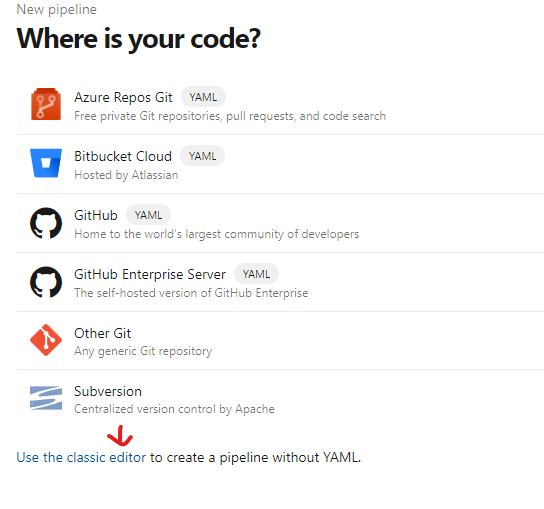 New pipeline
Where is your code?
Azure Repos Git YAML
Free private Git repositories, pull requests, and code search
Bitbucket Cloud YAML
Hosted by Atlassian
GitHub YAML
Home to the world's largest community of developers
GitHub Enterprise Server YAML
The self-hosted version of GitHub Enterprise
Other Git
Any generic Git repository
Subversion
Centralized version control by Apache
Use the classic editor to create a pipeline without YAML.